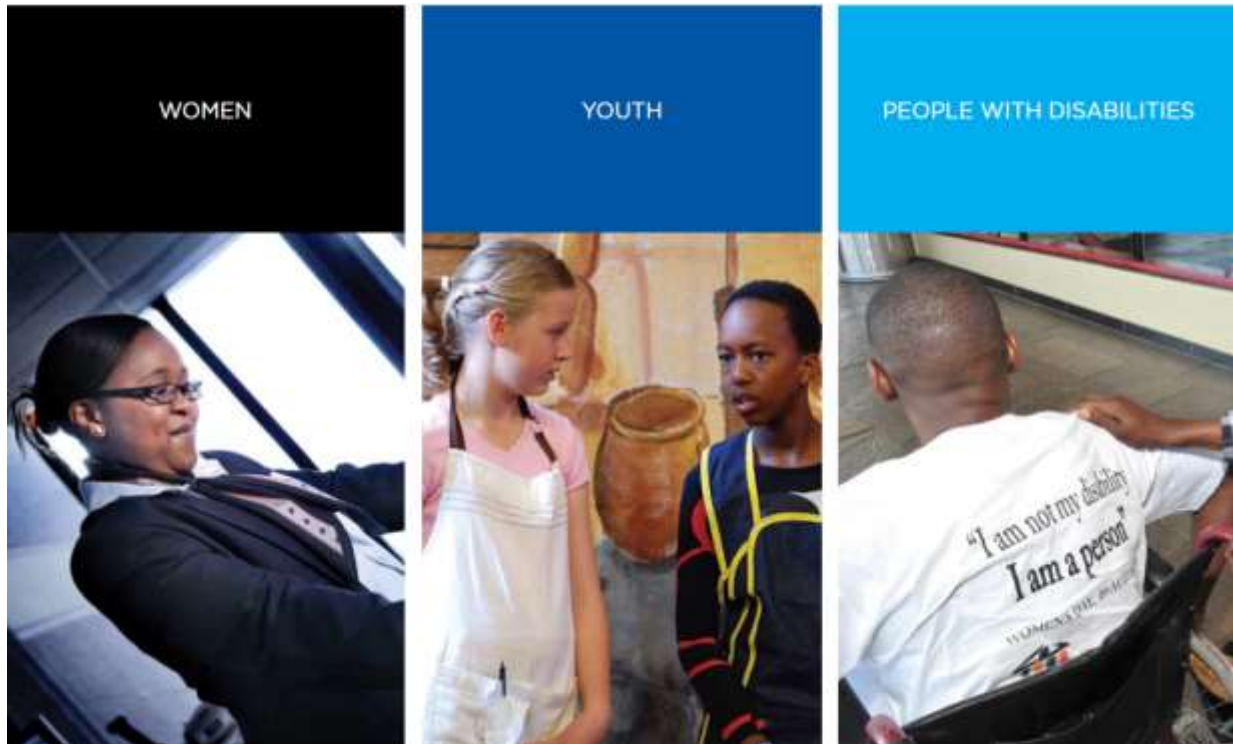 WOMEN
YOUTH
PEOPLE WITH DISABILITIES
“I am not my disability
I am a person”